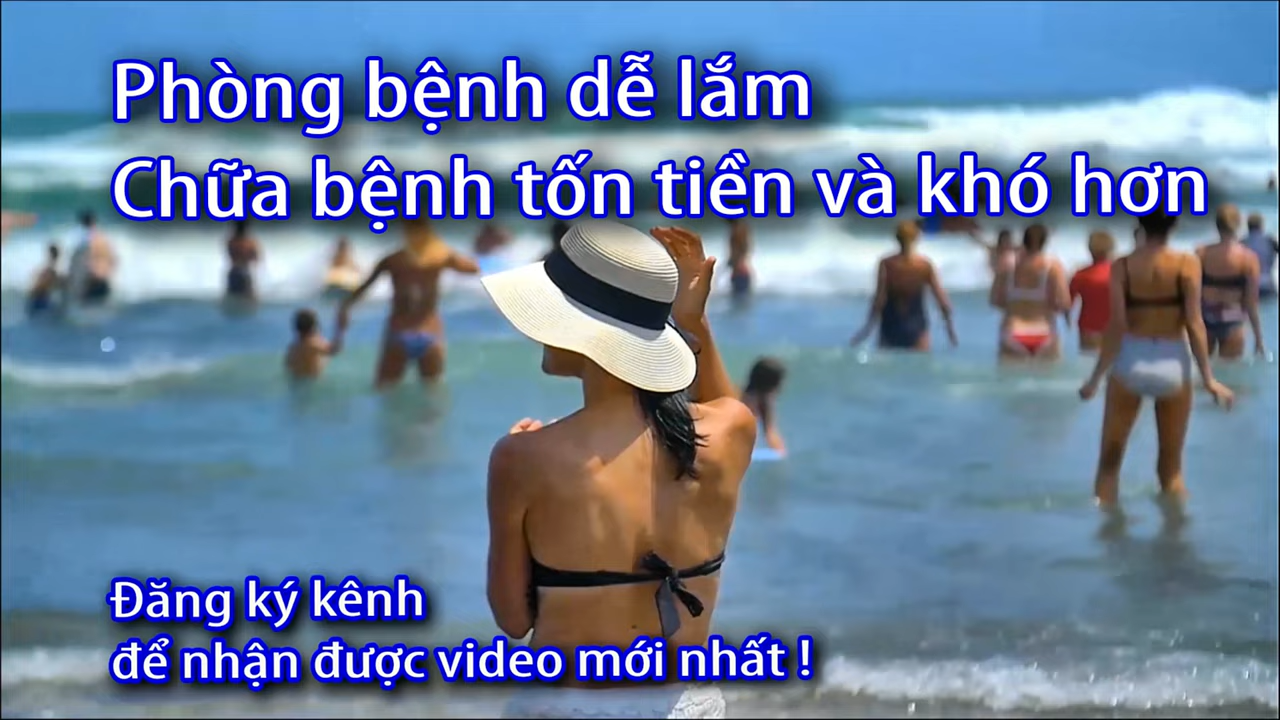 Phòng bệnh dễ lắm
Chữa bệnh tốn tiền và khó hơn
Đăng ký kênh
để nhận được video mới nhất !